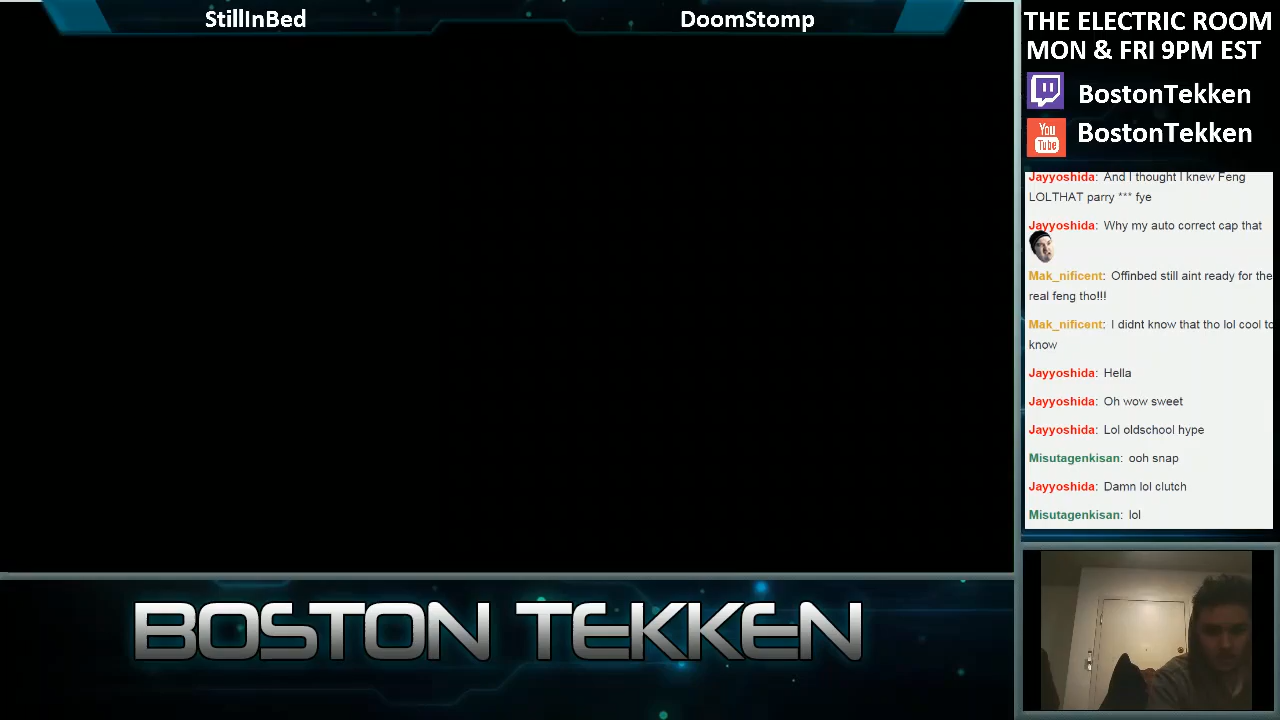 StillInBed
DoomStomp
THE ELECTRIC ROOM
MON & FRI 9PM EST
BostonTekken
You
Tube
BostonTekken
Jayyoshida: And I thought I knew Feng
LOLTHAT parry *** fye
Jayyoshida: Why my auto correct cap that
Mak_nificent: Offinbed still aint ready for the
real feng tho!!!
Mak_nificent: I didnt know that tho lol cool to
know
Jayyoshida: Hella
Jayyoshida: Oh wow sweet
Jayyoshida: Lol oldschool hype
Misutagenkisan: ooh snap
Jayyoshida: Damn lol clutch
Misutagenkisan: lol
BOSTON TEKKEN